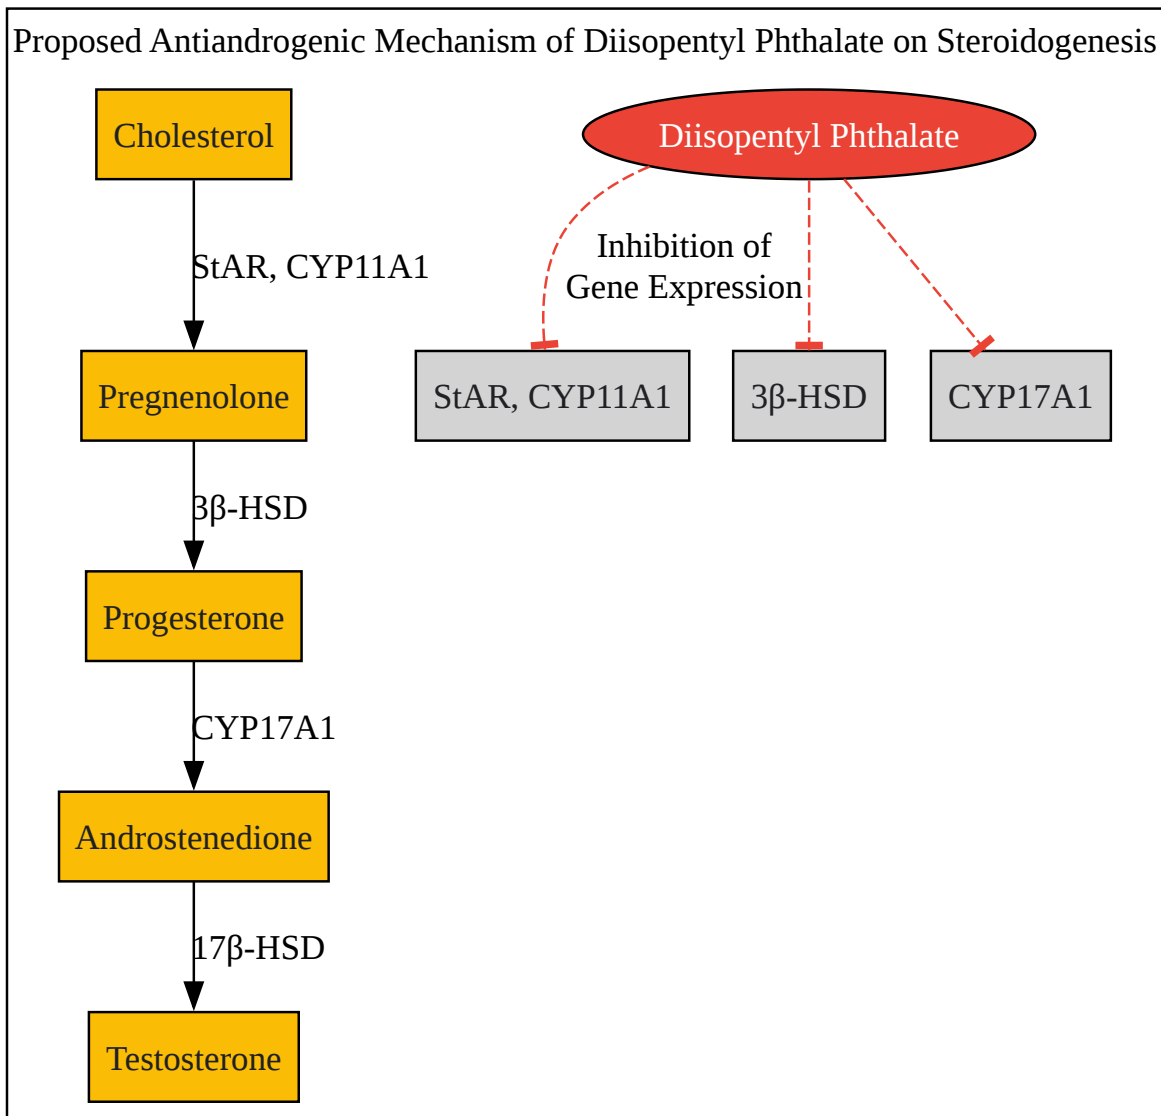 Proposed Antiandrogenic Mechanism of Diisopentyl Phthalate on Steroidogenesis
Cholesterol
Diisopentyl Phthalate
StAR, CYP11A1
Inhibition of
Gene Expression
Pregnenolone
StAR, CYP11A1
3β-HSD
CYP17A1
3β-HSD
Progesterone
CYP17A1
Androstenedione
17β-HSD
Testosterone